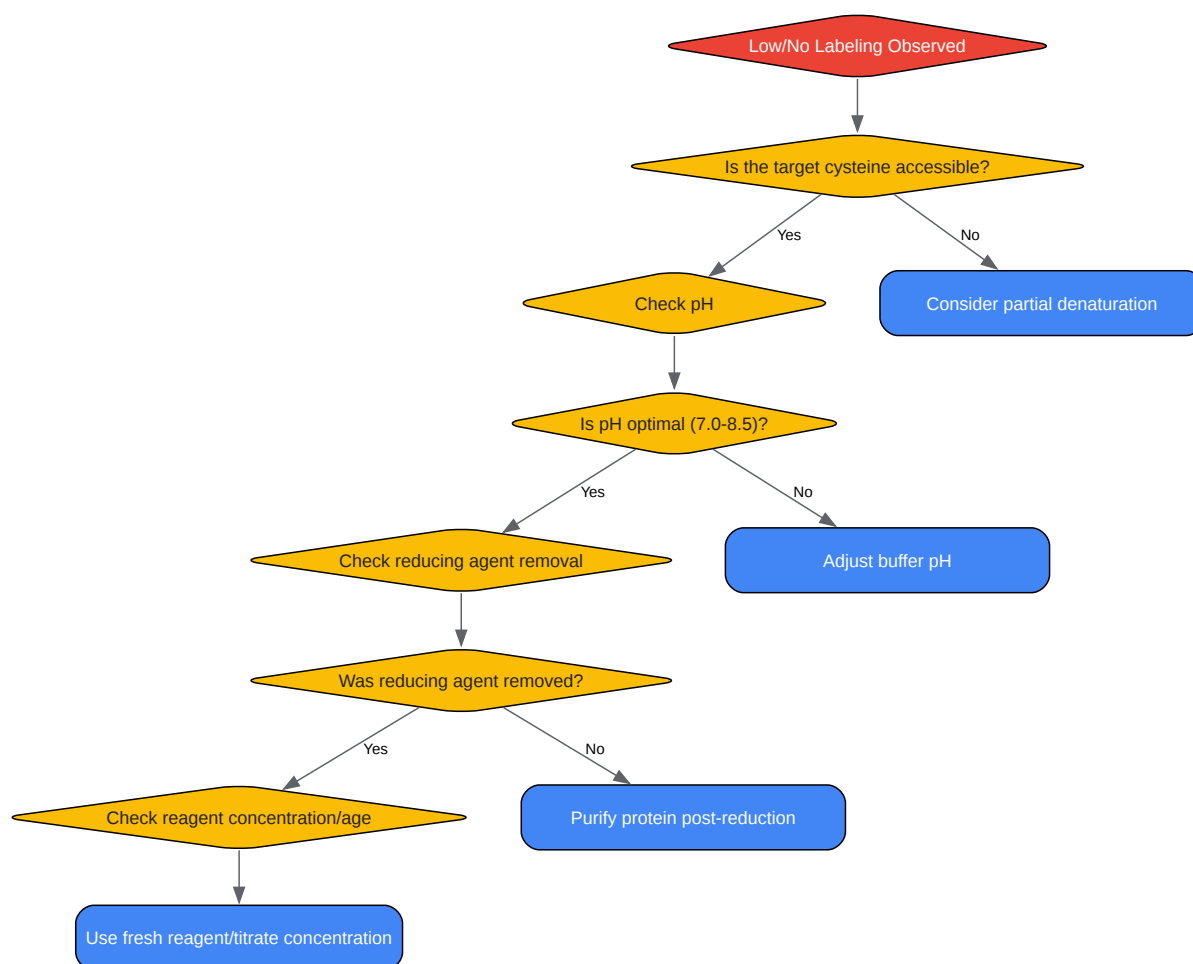 Low/No Labeling Observed
Is the target cysteine accessible?
Yes
No
Check pH
Consider partial denaturation
Is pH optimal (7.0-8.5)?
Yes
No
Check reducing agent removal
Adjust buffer pH
Was reducing agent removed?
Yes
No
Check reagent concentration/age
Purify protein post-reduction
Use fresh reagent/titrate concentration